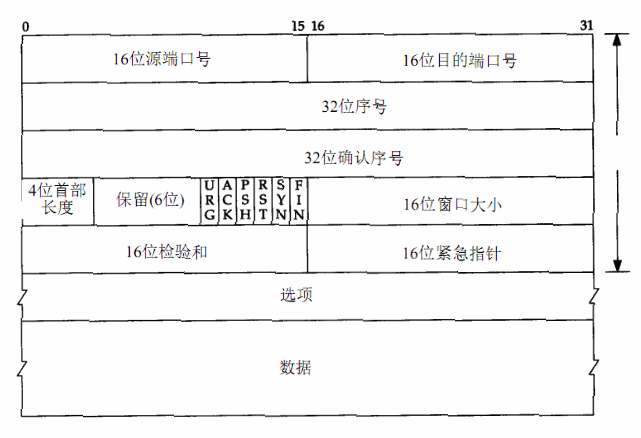 0 15 16 31
16位源端口号 16位目的端口号
32位序号
32位确认序号
4位首部长度 保留(6位) URG ACK PSH RST SYN FIN 16位窗口大小
16位检验和 16位紧急指针
选项
数据